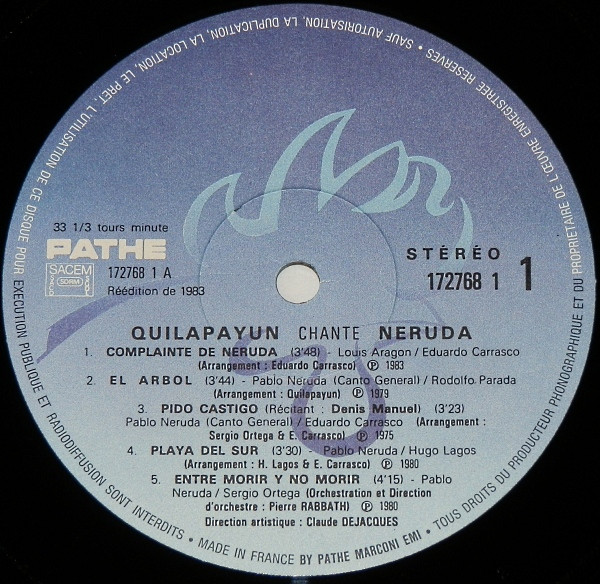 SAUF AUTORISATION, LA DUPLICATION, LA LOCATION, LE PRET, L'UTILISATION DE CE DISQUE POUR EXECUTION PUBLIQUE ET RADIODIFFUSION SONT INTERDITS • MADE IN FRANCE BY PATHE MARCONI EMI • TOUS DROITS DU PRODUCTEUR PHONOGRAPHIQUE ET DU PROPRIETAIRE DE L'ŒUVRE ENREGISTREE RESERVES •
33 1/3 tours minute
PATHE
SACEM
SDRM
172768 1 A
Réédition de 1983
STÉRÉO
172768 1 1
QUILAPAYUN CHANTE NERUDA
1. COMPLAINTE DE NERUDA (3'48) - Louis Aragon / Eduardo Carrasco
(Arrangement : Eduardo Carrasco) ℗ 1983
2. EL ARBOL (3'44) - Pablo Neruda (Canto General) / Rodolfo Parada
(Arrangement : Quilapayun) ℗ 1979
3. PIDO CASTIGO (Récitant : Denis Manuel) (3'23)
Pablo Neruda (Canto General) / Eduardo Carrasco (Arrangement :
Sergio Ortega & E. Carrasco) ℗ 1975
4. PLAYA DEL SUR (3'30) - Pablo Neruda / Hugo Lagos
(Arrangement : H. Lagos & E. Carrasco) ℗ 1980
5. ENTRE MORIR Y NO MORIR (4'15) - Pablo
Neruda / Sergio Ortega (Orchestration et Direction
d'orchestre : Pierre RABBATH) ℗ 1980
Direction artistique : Claude DEJACQUES